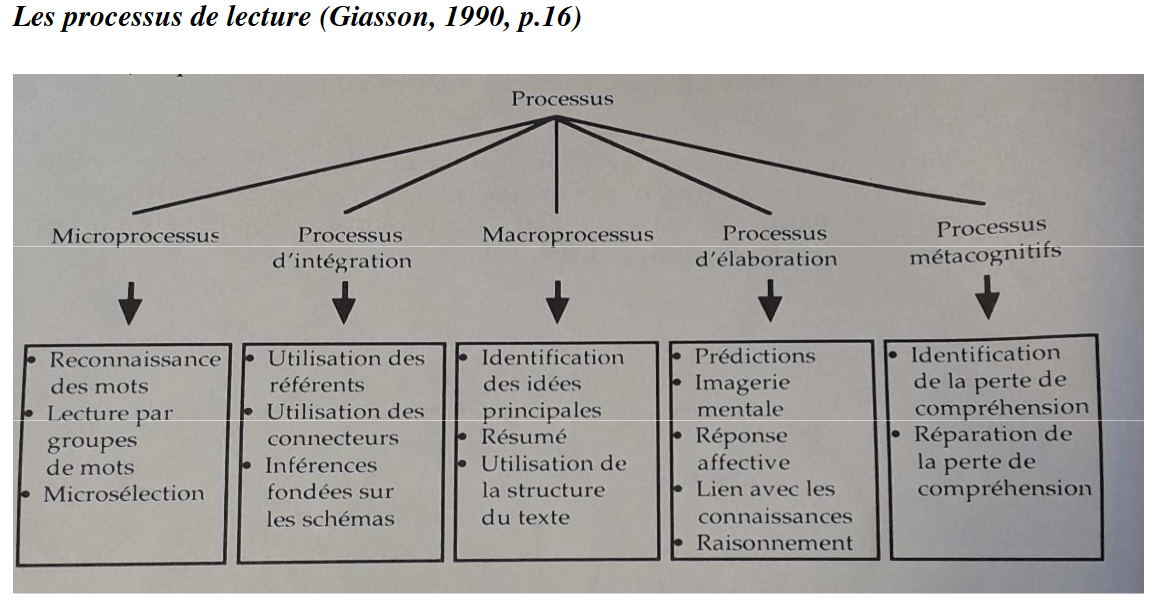 Les processus de lecture (Giasson, 1990, p.16)
Processus
Microprocessus
Processus
d'intégration
Macroprocessus
Processus
d'élaboration
Processus
métacognitifs
• Reconnaissance
des mots
• Lecture par
groupes
de mots
• Microsélection
• Utilisation des
référents
• Utilisation des
connecteurs
• Inférences
fondées sur
les schémas
• Identification
des idées
principales
• Résumé
• Utilisation de
la structure
du texte
• Prédictions
• Imagerie
mentale
• Réponse
affective
• Lien avec les
connaissances
• Raisonnement
• Identification
de la perte de
compréhension
• Réparation de
la perte de
compréhension